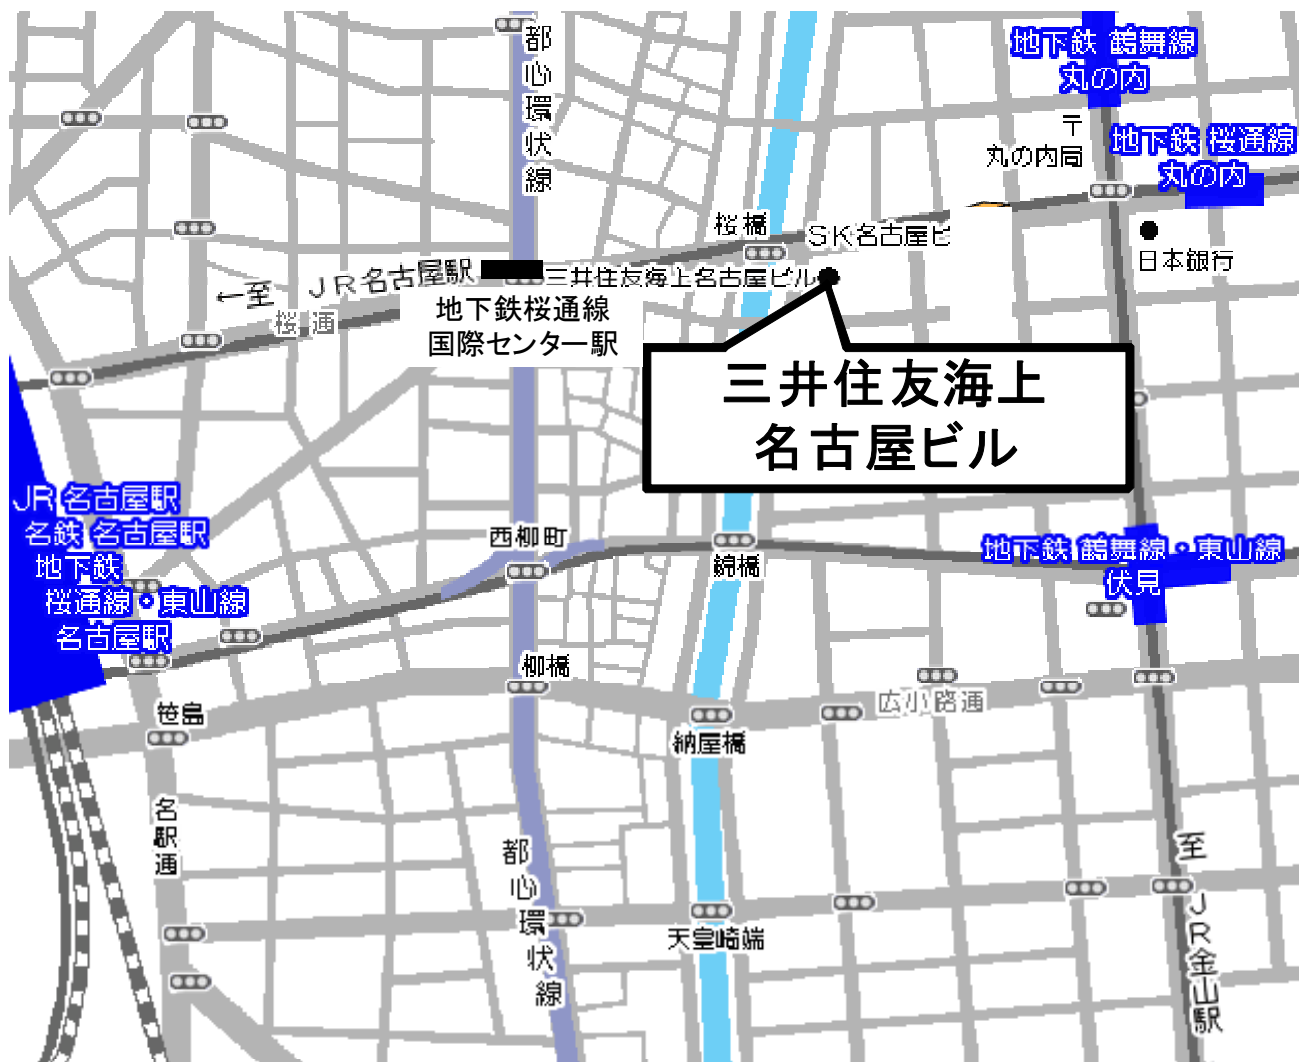 都心環状線
地下鉄 鶴舞線
丸の内
〒
丸の内局
地下鉄 桜通線
丸の内
桜橋
SK名古屋ビ
日本銀行
←至 JR名古屋駅
三井住友海上名古屋ビル
桜通
地下鉄桜通線
国際センター駅
三井住友海上
名古屋ビル
JR 名古屋駅
名鉄 名古屋駅
地下鉄
桜通線・東山線
名古屋駅
西柳町
錦橋
地下鉄 鶴舞線・東山線
伏見
柳橋
笹島
広小路通
納屋橋
名駅通
都心環状線
天皇崎端
至JR金山駅